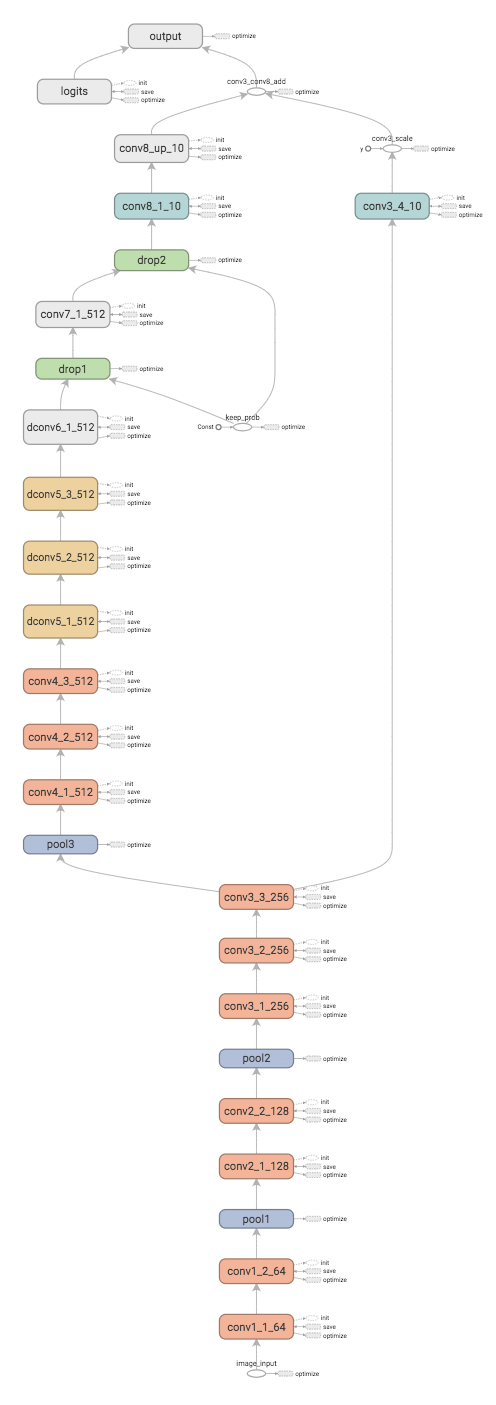 output
optimize
logits
init
save
optimize
conv3_conv8_add
optimize
conv8_up_10
init
save
optimize
conv3_scale
y
optimize
conv8_1_10
init
save
optimize
conv3_4_10
init
save
optimize
drop2
optimize
conv7_1_512
init
save
optimize
drop1
optimize
dconv6_1_512
init
save
optimize
keep_prob
Const
optimize
dconv5_3_512
init
save
optimize
dconv5_2_512
init
save
optimize
dconv5_1_512
init
save
optimize
conv4_3_512
init
save
optimize
conv4_2_512
init
save
optimize
conv4_1_512
init
save
optimize
pool3
optimize
conv3_3_256
init
save
optimize
conv3_2_256
init
save
optimize
conv3_1_256
init
save
optimize
pool2
optimize
conv2_2_128
init
save
optimize
conv2_1_128
init
save
optimize
pool1
optimize
conv1_2_64
init
save
optimize
conv1_1_64
init
save
optimize
image_input
optimize